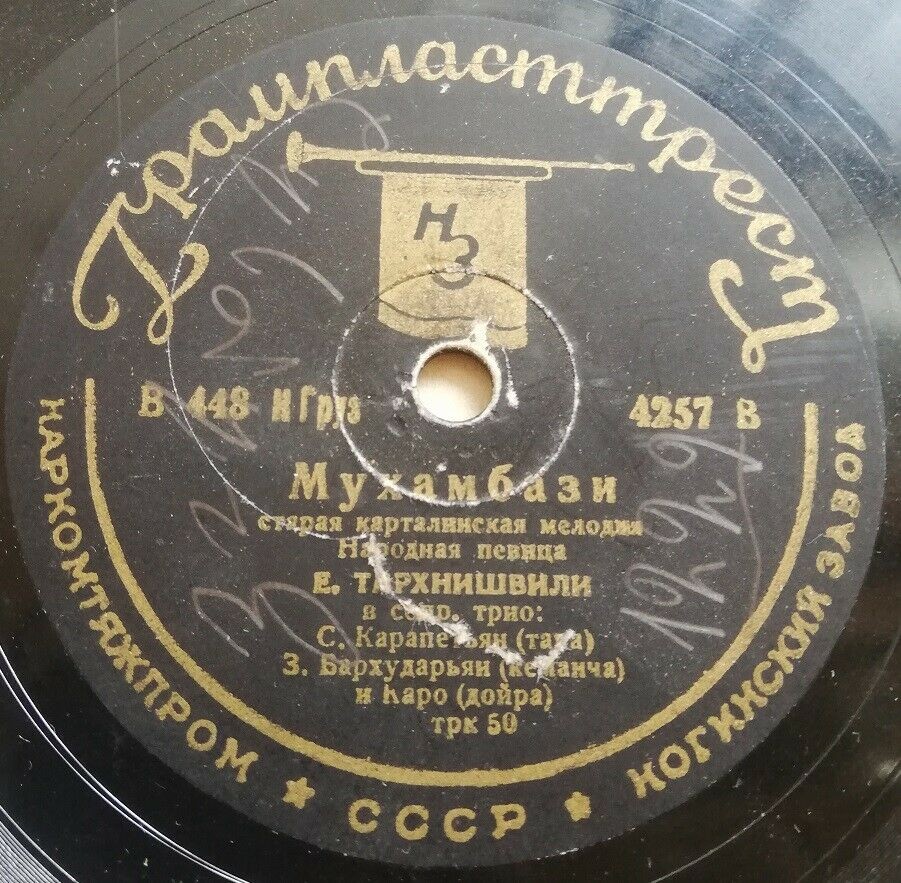 Грампласттрест
НЗ
В 448 И Груз 4257 В
Мухамбази
старая карталинская мелодия
Народная певица
Е. ТАРХНИШВИЛИ
в сопр. трио:
С. Карапетьян (тара)
З. Бархударьян (кеманча)
и Каро (дойра)
трк 50
НАРКОМТЯЖПРОМ ★ СССР ★ НОГИНСКИЙ ЗАВОД